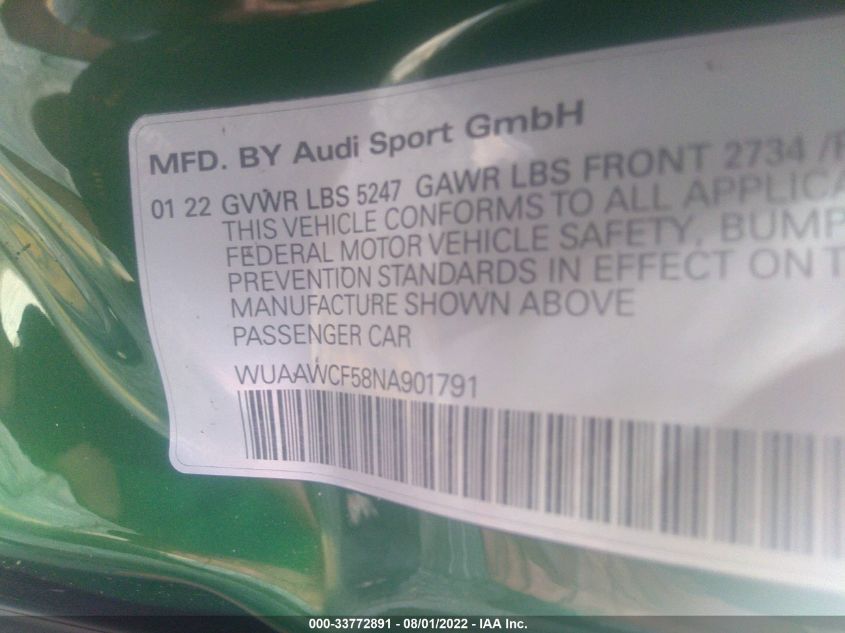 MFD. BY Audi Sport GmbH
01 22 GVWR LBS 5247 GAWR LBS FRONT 2734 /
THIS VEHICLE CONFORMS TO ALL
FEDERAL MOTOR VEHICLE SAFETY,
PREVENTION STANDARDS IN EFFECT ON
MANUFACTURE SHOWN ABOVE
PASSENGER CAR
WUAAWCF58NA901791
000-33772891 - 08/01/2022 - IAA Inc.